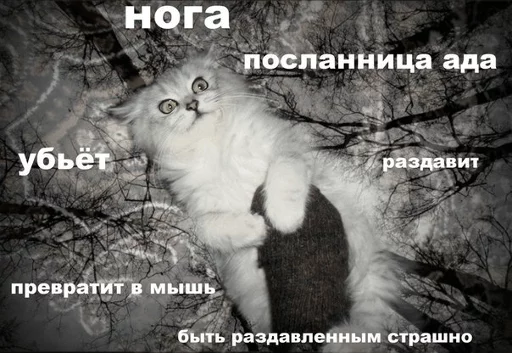 нога
посланница ада
убьёт
раздавит
превратит в мышь
быть раздавленным страшно